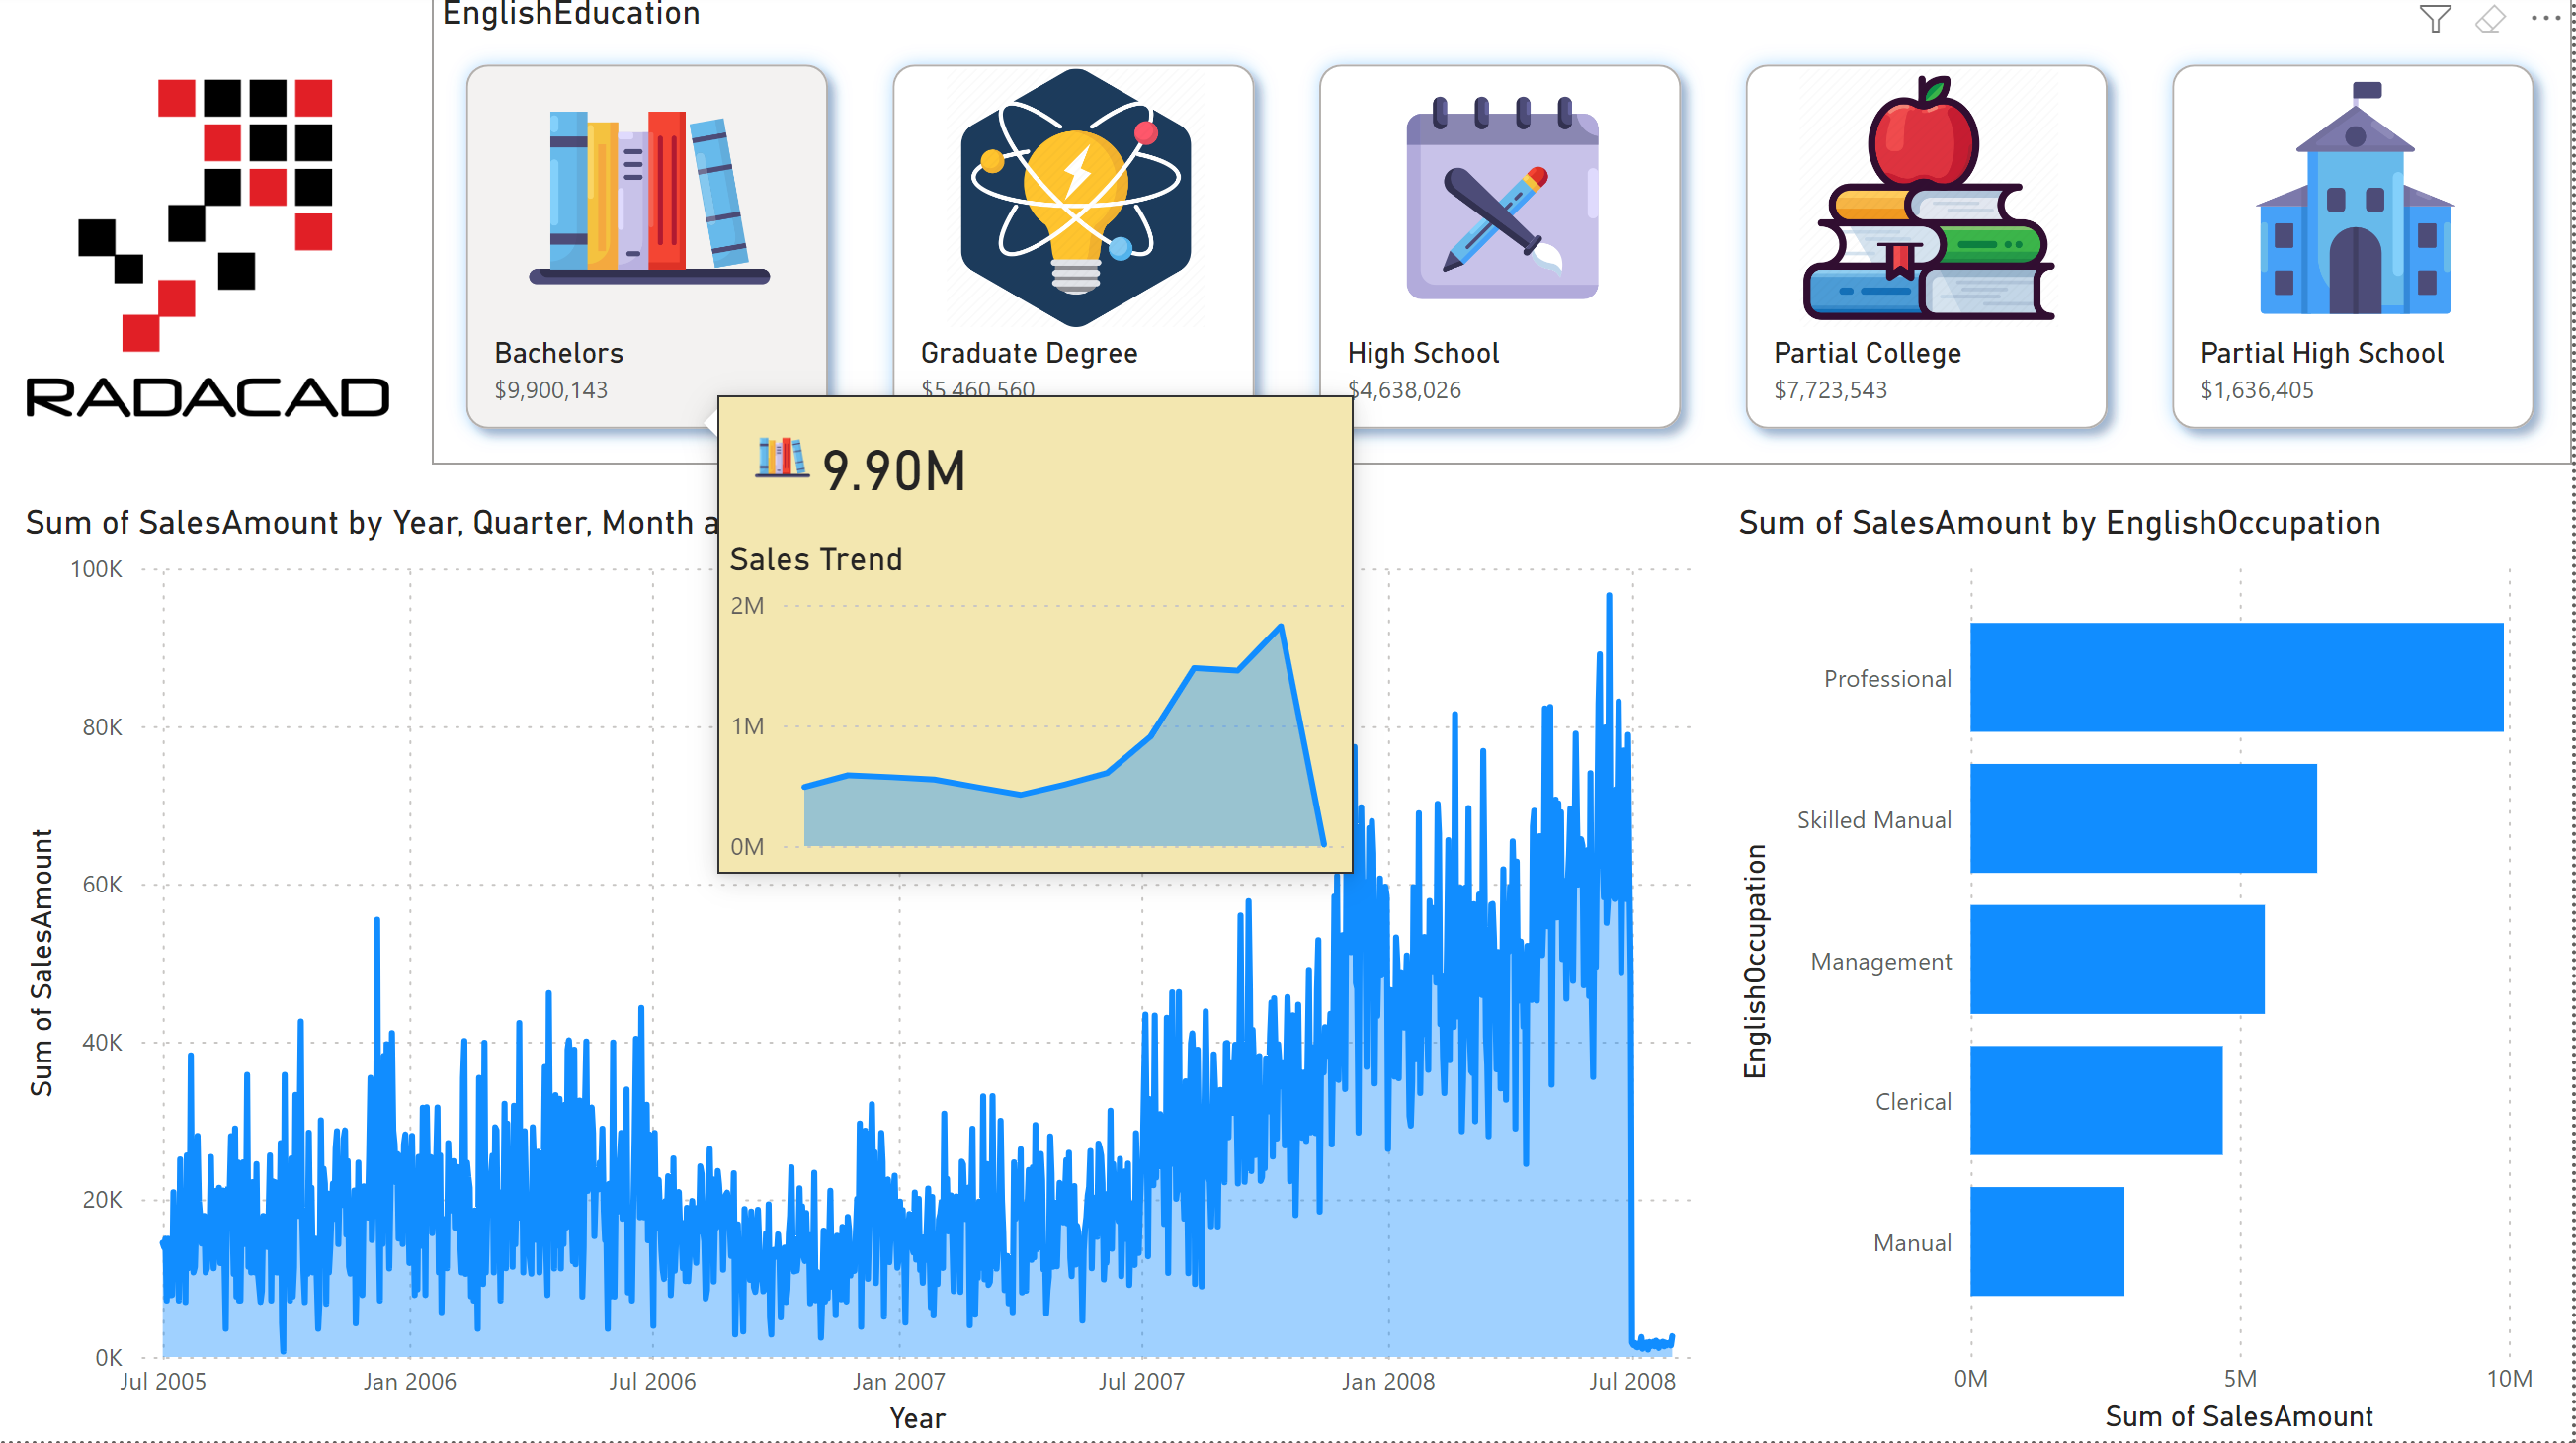 EnglishEducation
RADACAD
Bachelors
$9,900,143
Graduate Degree
$5,460,560
High School
$4,638,026
Partial College
$7,723,543
Partial High School
$1,636,405
9.90M
Sales Trend
2M
1M
0M
Sum of SalesAmount by Year, Quarter, Month a
100K
80K
60K
40K
20K
0K
Sum of SalesAmount
Jul 2005
Jan 2006
Jul 2006
Jan 2007
Jul 2007
Jan 2008
Jul 2008
Year
Sum of SalesAmount by EnglishOccupation
EnglishOccupation
Professional
Skilled Manual
Management
Clerical
Manual
0M
5M
10M
Sum of SalesAmount